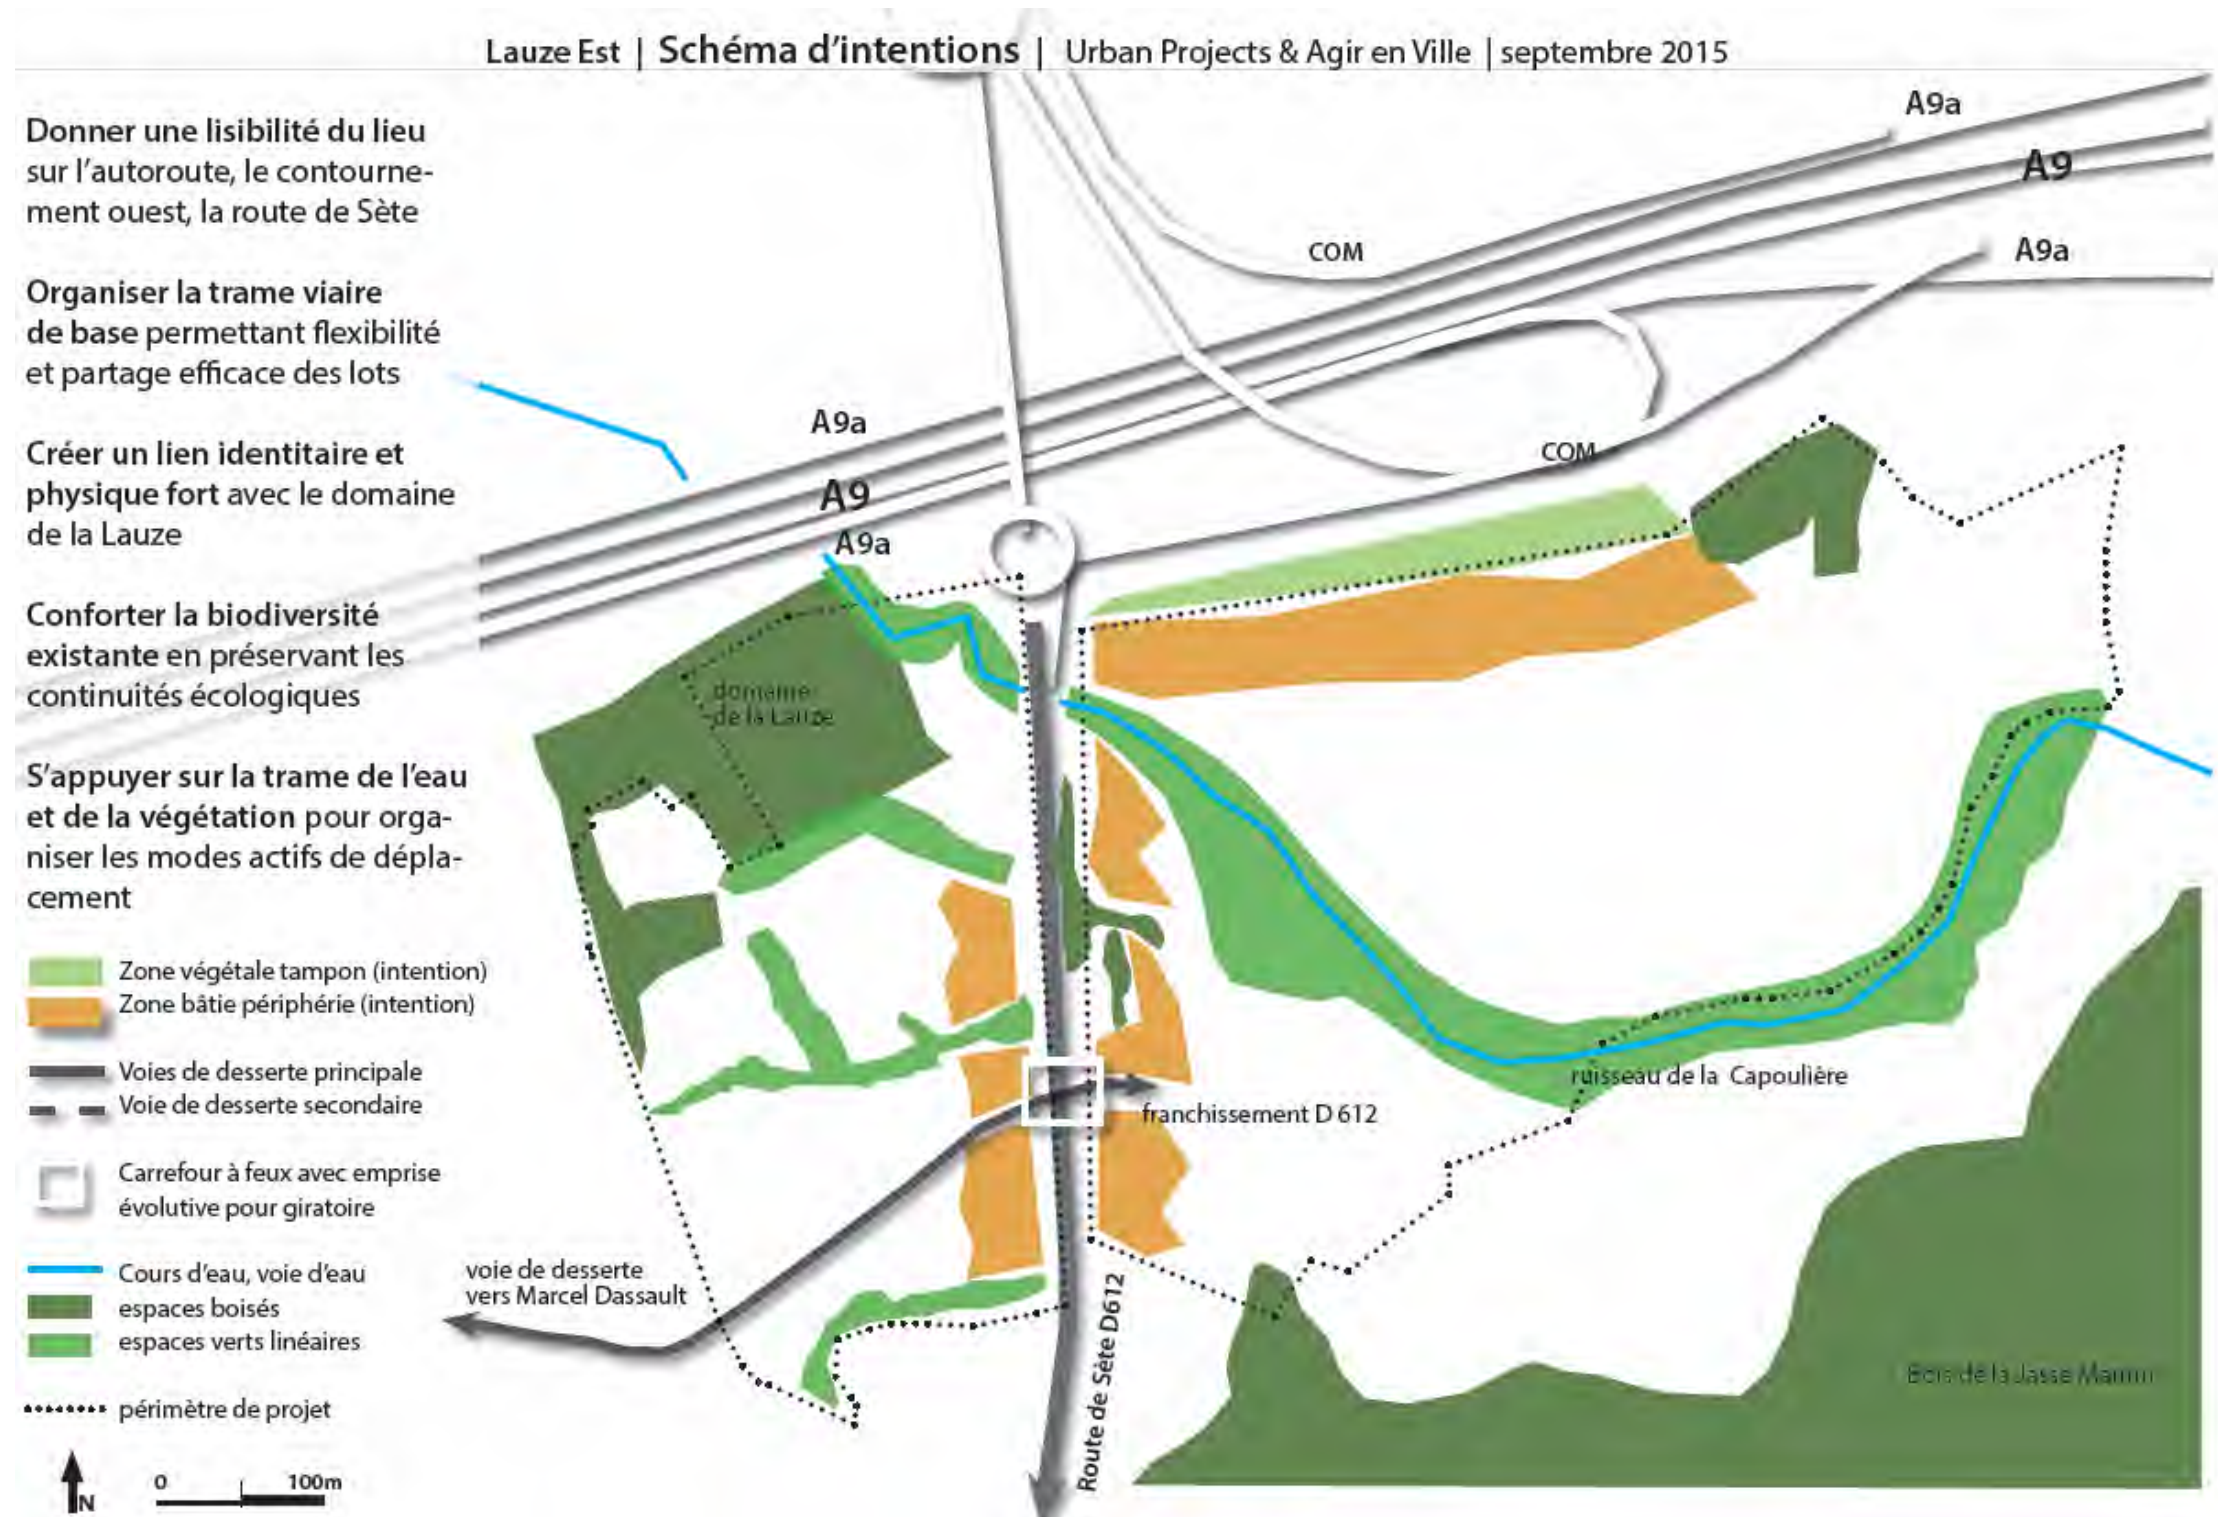 Lauze Est | Schéma d'intentions | Urban Projects & Agir en Ville | septembre 2015
Donner une lisibilité du lieu
sur l'autoroute, le contourne-
ment ouest, la route de Sète
Organiser la trame viaire
de base permettant flexibilité
et partage efficace des lots
Créer un lien identitaire et
physique fort avec le domaine
de la Lauze
Conforter la biodiversité
existante en préservant les
continuités écologiques
S'appuyer sur la trame de l'eau
et de la végétation pour orga-
niser les modes actifs de dépla-
cement
Zone végétale tampon (intention)
Zone bâtie périphérie (intention)
Voies de desserte principale
Voie de desserte secondaire
Carrefour à feux avec emprise
évolutive pour giratoire
Cours d'eau, voie d'eau
espaces boisés
espaces verts linéaires
périmètre de projet
N
0 100m
A9a
A9
A9a
COM
COM
A9a
A9
A9a
domaine
de la Lauze
ruisseau de la Capoulière
franchissement D 612
voie de desserte
vers Marcel Dassault
Route de Sète D612
Bois de la Jasse Maurin